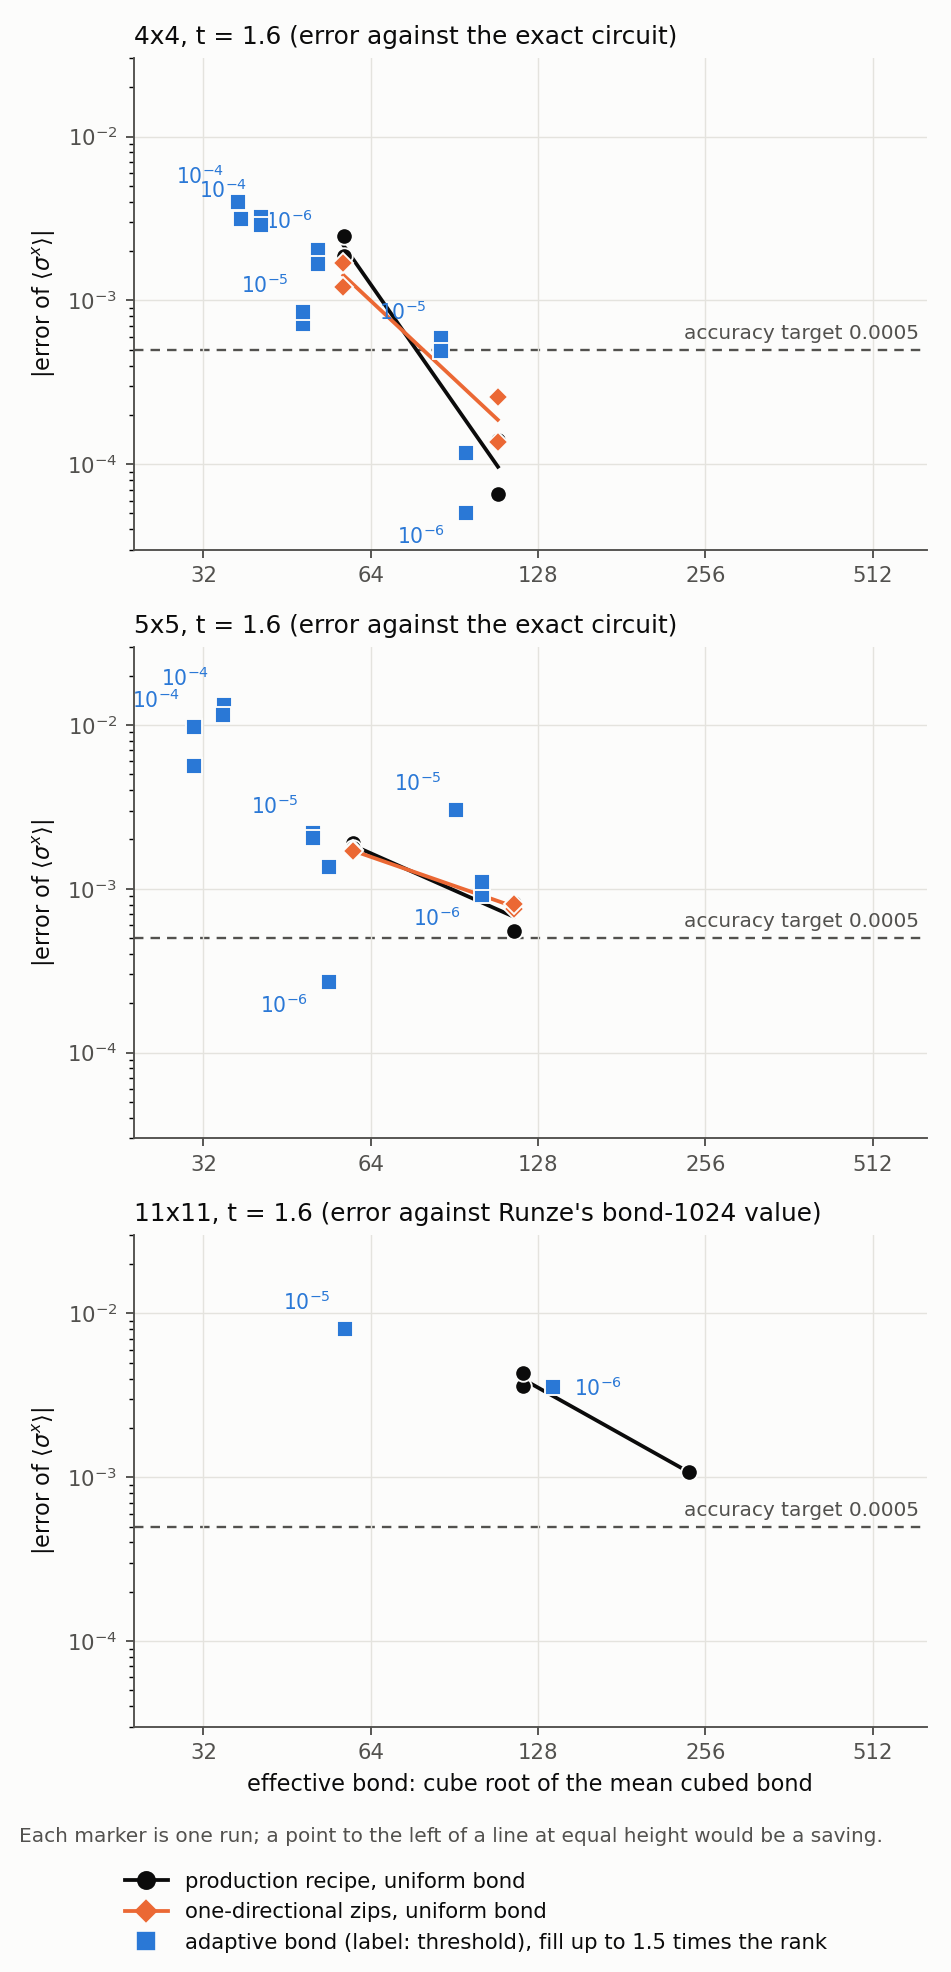 4x4, t = 1.6 (error against the exact circuit)
|error of ⟨σˣ⟩|
10⁻²
10⁻³
10⁻⁴
10⁻⁴
10⁻⁴
10⁻⁶
10⁻⁵
10⁻⁵
10⁻⁶
accuracy target 0.0005
32 64 128 256 512
5x5, t = 1.6 (error against the exact circuit)
|error of ⟨σˣ⟩|
10⁻²
10⁻³
10⁻⁴
10⁻⁴
10⁻⁴
10⁻⁵
10⁻⁵
10⁻⁶
10⁻⁶
accuracy target 0.0005
32 64 128 256 512
11x11, t = 1.6 (error against Runze's bond-1024 value)
|error of ⟨σˣ⟩|
10⁻²
10⁻³
10⁻⁴
10⁻⁵
10⁻⁶
accuracy target 0.0005
32 64 128 256 512
effective bond: cube root of the mean cubed bond
Each marker is one run; a point to the left of a line at equal height would be a saving.
production recipe, uniform bond
one-directional zips, uniform bond
adaptive bond (label: threshold), fill up to 1.5 times the rank